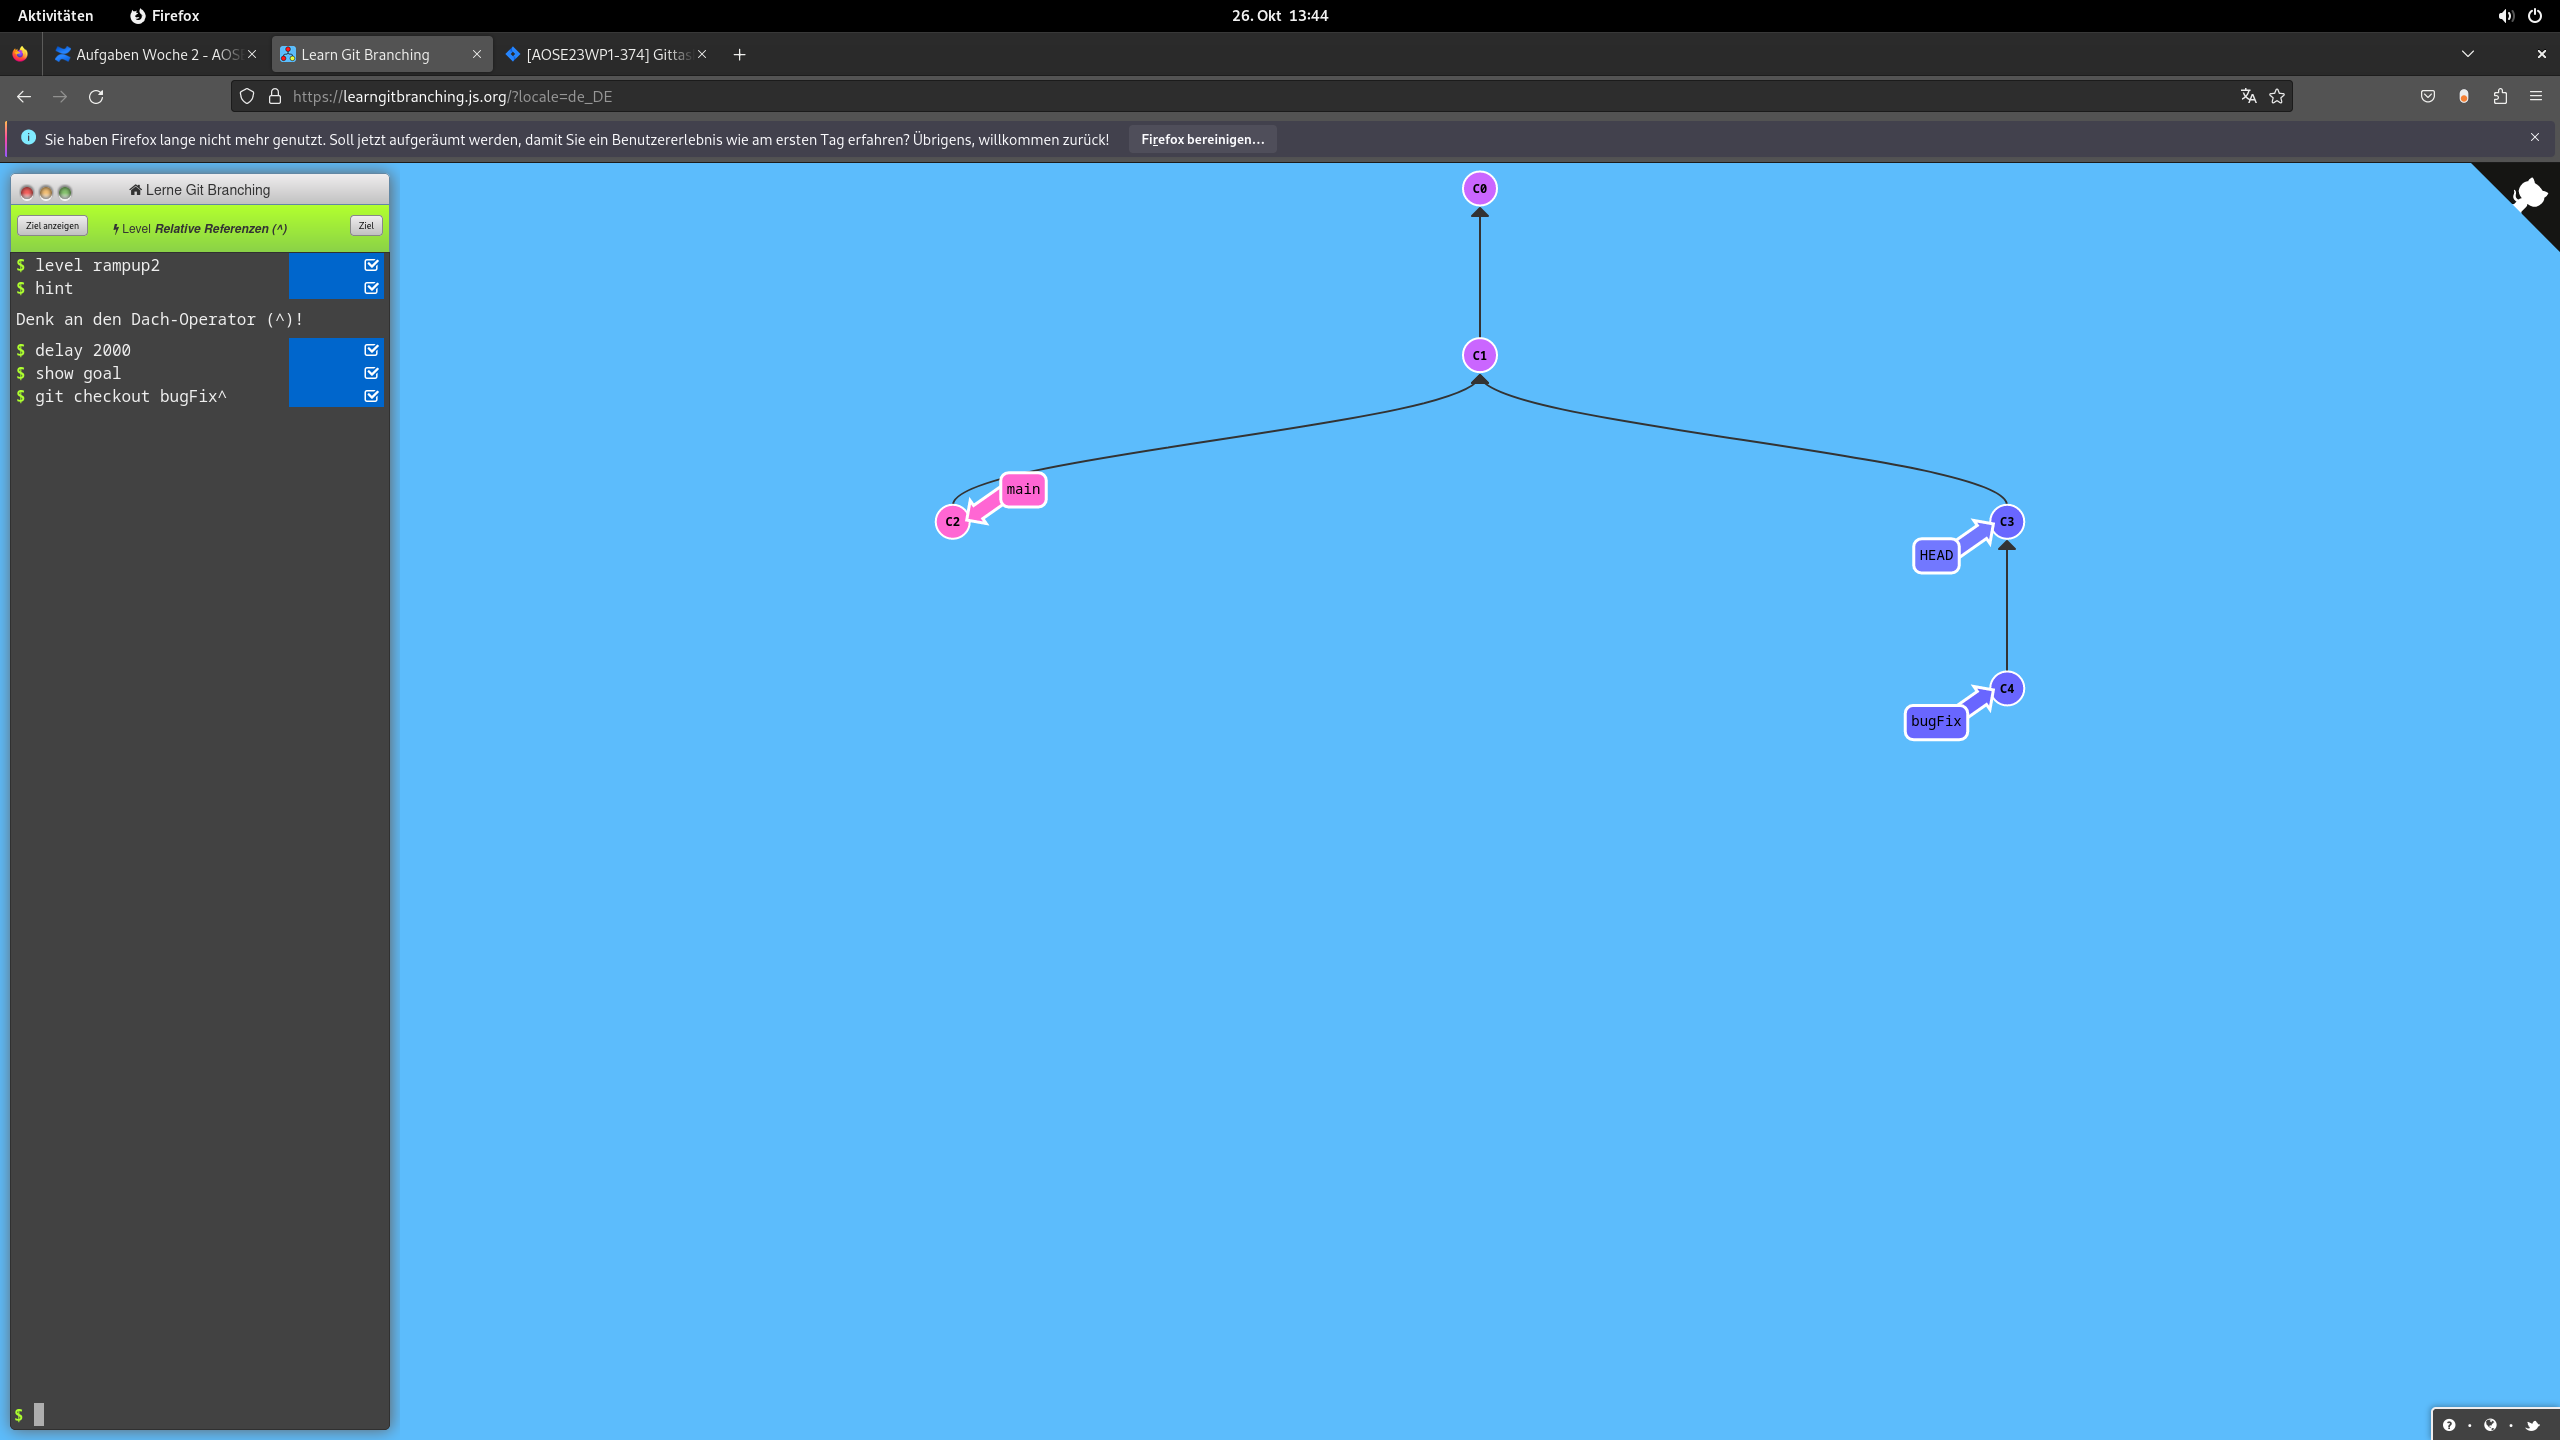 Aktivitäten Firefox 26. Okt 13:44
Aufgaben Woche 2 - AOS Learn Git Branching [AOSE23WP1-374] Gittas
https://learngitbranching.js.org/?locale=de_DE
Sie haben Firefox lange nicht mehr genutzt. Soll jetzt aufgeräumt werden, damit Sie ein Benutzererlebnis wie am ersten Tag erfahren? Übrigens, willkommen zurück! Firefox bereinigen...
Lerne Git Branching
Ziel anzeigen Level Relative Referenzen (^) Ziel
$ level rampup2
$ hint
Denk an den Dach-Operator (^)!
$ delay 2000
$ show goal
$ git checkout bugFix^
$
C0
C1
main
C2
C3
HEAD
C4
bugFix